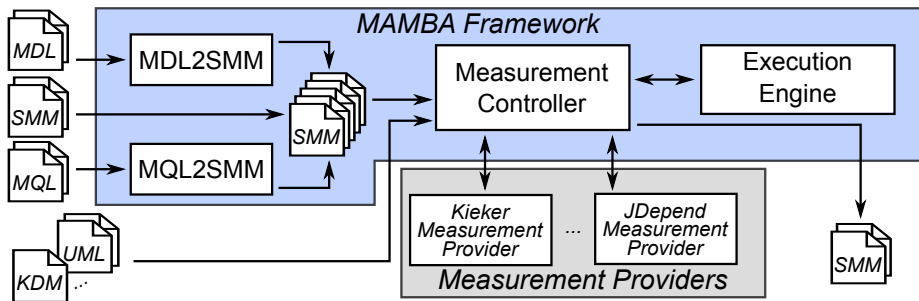 MAMBA Framework
MDL
MDL2SMM
Measurement
Controller
Execution
Engine
SMM
SMM
MQL
MQL2SMM
Kieker
Measurement
Provider
...
JDepend
Measurement
Provider
UML
KDM
...
SMM
Measurement Providers